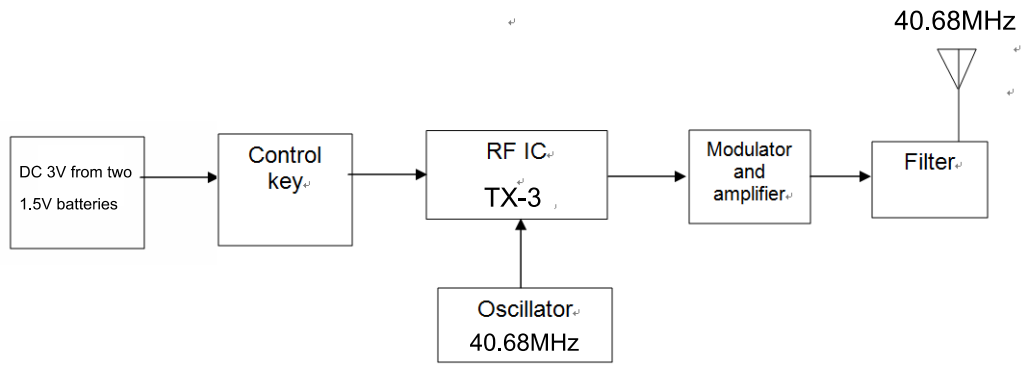 40.68MHz
DC 3V from two
1.5V batteries
Control
key
RF IC
TX-3
Modulator
and
amplifier
Filter
Oscillator
40.68MHz